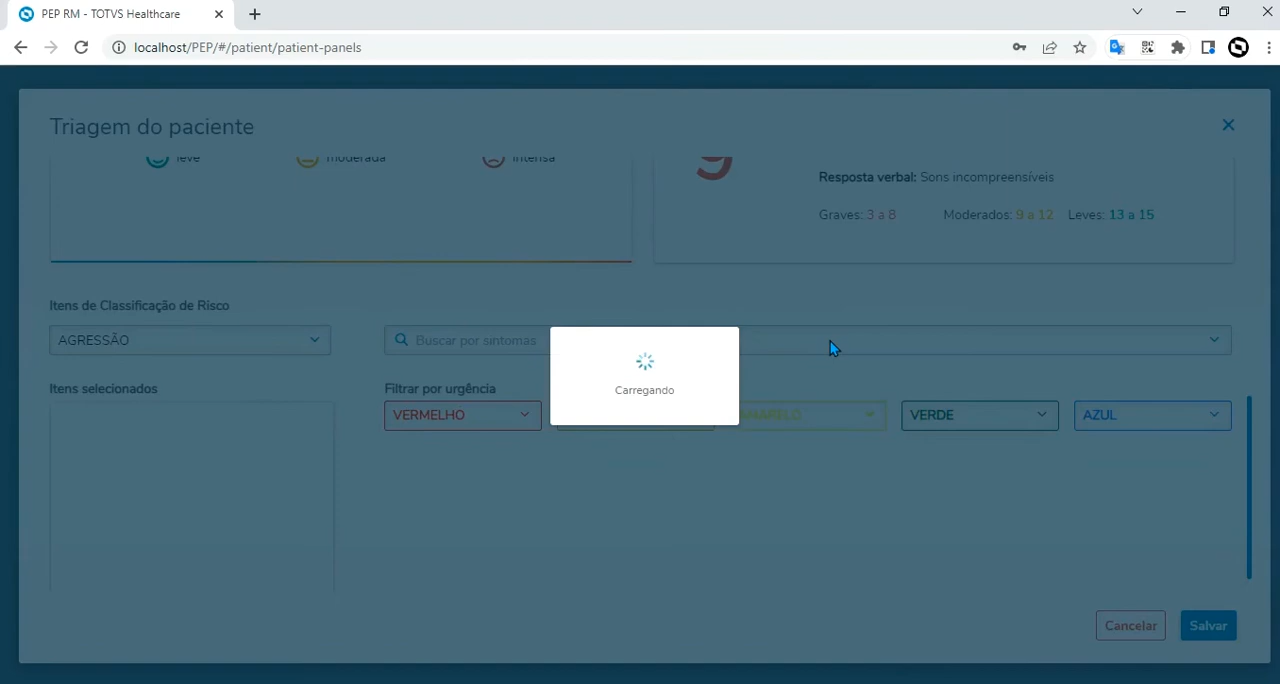 PEP RM - TOTVS Healthcare
localhost/PEP/#/patient/patient-panels
Triagem do paciente
leve moderada intensa
9
Resposta verbal: Sons incompreensíveis
Graves: 3 a 8 Moderados: 9 a 12 Leves: 13 a 15
Itens de Classificação de Risco
AGRESSÃO
Buscar por sintomas
Carregando
Itens selecionados
Filtrar por urgência
VERMELHO
AMARELO
VERDE
AZUL
Cancelar
Salvar